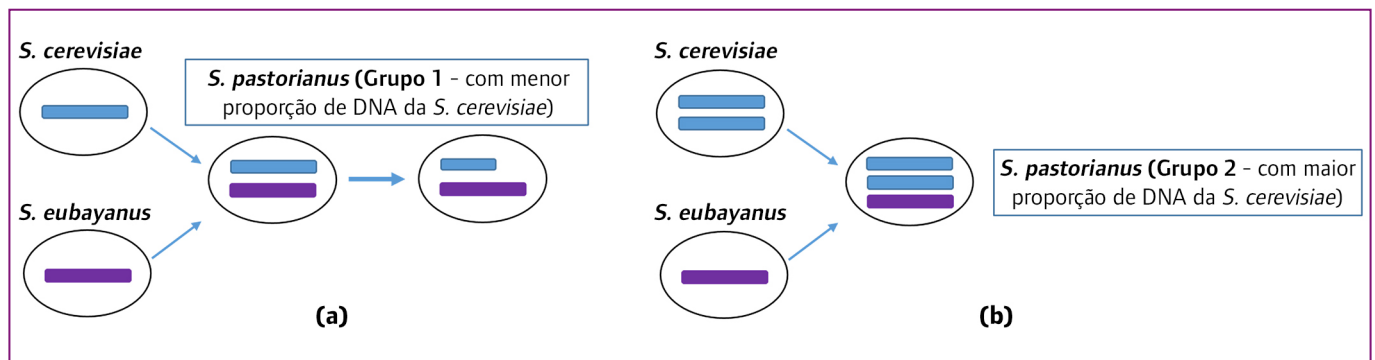 S. cerevisiae
S. pastorianus (Grupo 1 - com menor
proporção de DNA da S. cerevisiae)
S. eubayanus
(a)
S. cerevisiae
S. pastorianus (Grupo 2 - com maior
proporção de DNA da S. cerevisiae)
S. eubayanus
(b)